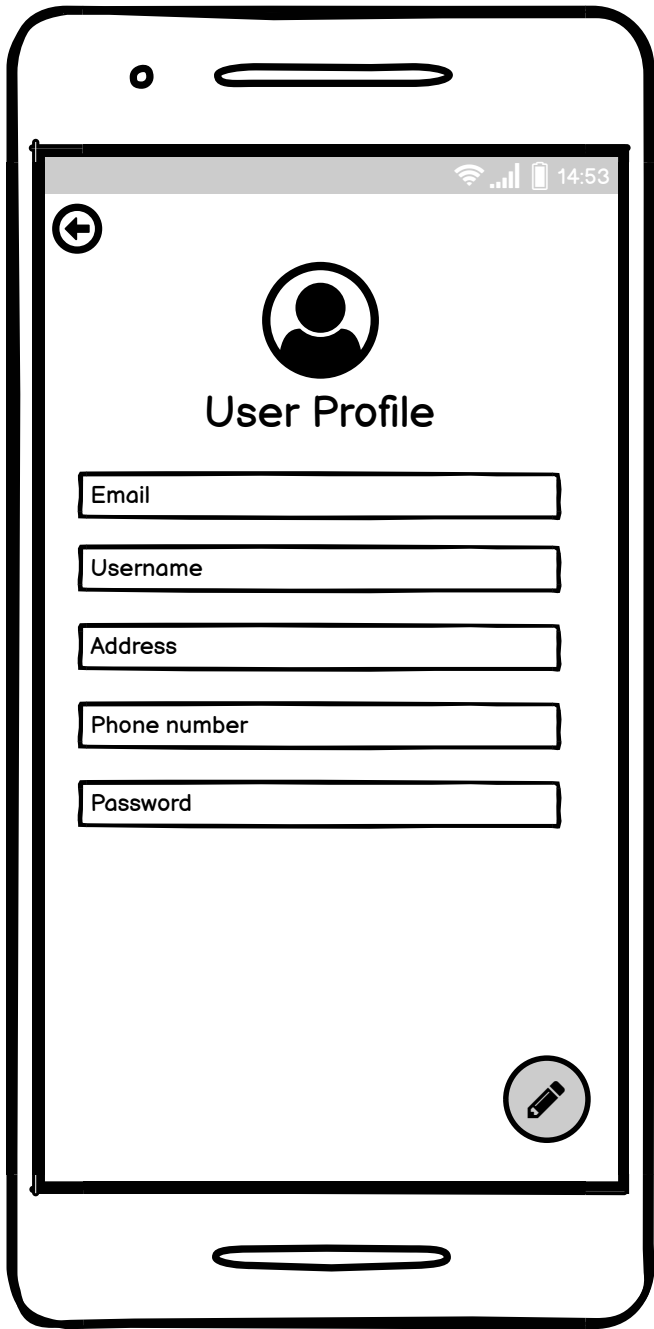 14:53
User Profile
Email
Username
Address
Phone number
Password